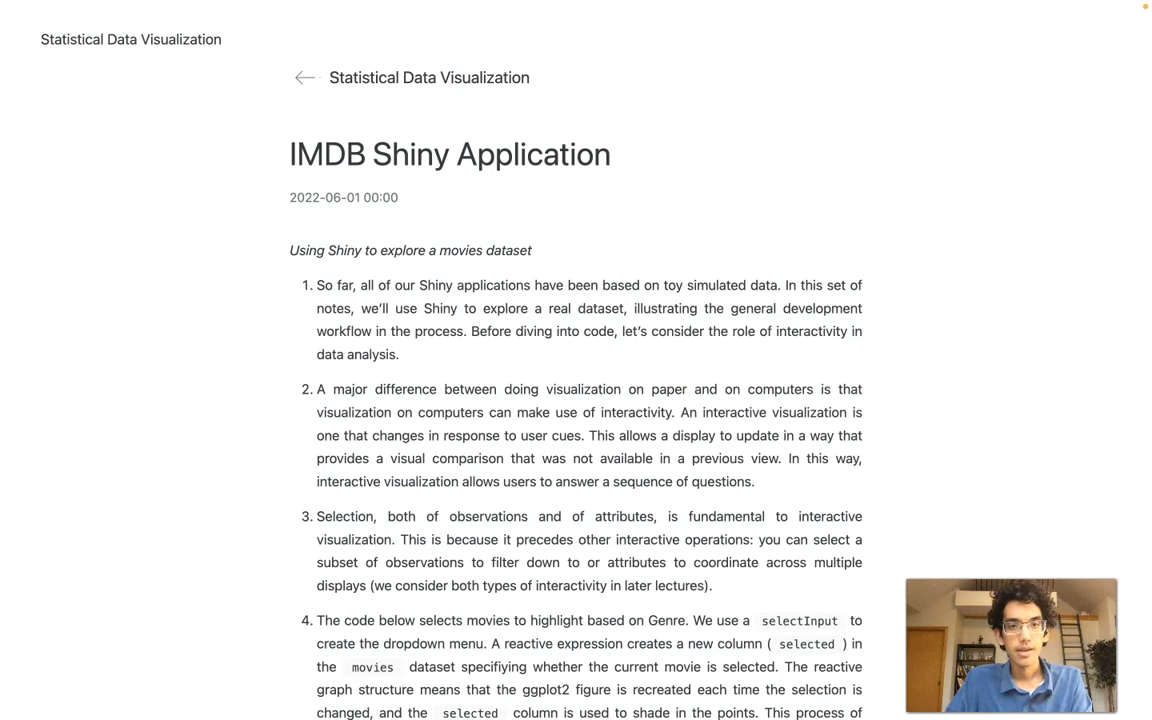 Statistical Data Visualization
Statistical Data Visualization
IMDB Shiny Application
2022-06-01 00:00
Using Shiny to explore a movies dataset
1. So far, all of our Shiny applications have been based on toy simulated data. In this set of
notes, we’ll use Shiny to explore a real dataset, illustrating the general development
workflow in the process. Before diving into code, let’s consider the role of interactivity in
data analysis.
2. A major difference between doing visualization on paper and on computers is that
visualization on computers can make use of interactivity. An interactive visualization is
one that changes in response to user cues. This allows a display to update in a way that
provides a visual comparison that was not available in a previous view. In this way,
interactive visualization allows users to answer a sequence of questions.
3. Selection, both of observations and of attributes, is fundamental to interactive
visualization. This is because it precedes other interactive operations: you can select a
subset of observations to filter down to or attributes to coordinate across multiple
displays (we consider both types of interactivity in later lectures).
4. The code below selects movies to highlight based on Genre. We use a selectInput to
create the dropdown menu. A reactive expression creates a new column ( selected ) in
the movies dataset specifiying whether the current movie is selected. The reactive
graph structure means that the ggplot2 figure is recreated each time the selection is
changed, and the selected column is used to shade in the points. This process of